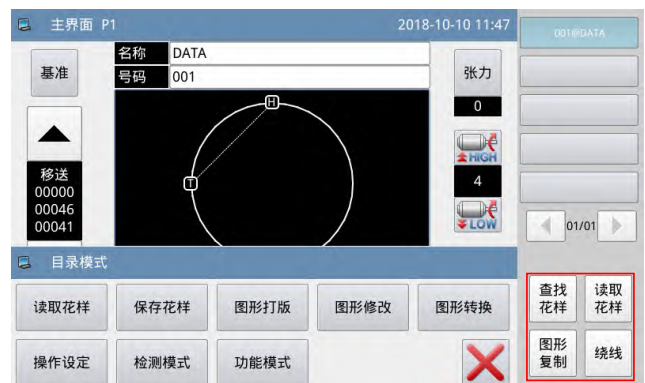 主界面 P1
2018-10-10 11:47
001@DATA
基准
名称 DATA
号码 001
张力
0
H
T
HIGH
4
LOW
移送
00000
00046
00041
01/01
目录模式
读取花样
保存花样
图形打版
图形修改
图形转换
操作设定
检测模式
功能模式
查找
花样
读取
花样
图形
复制
绕线